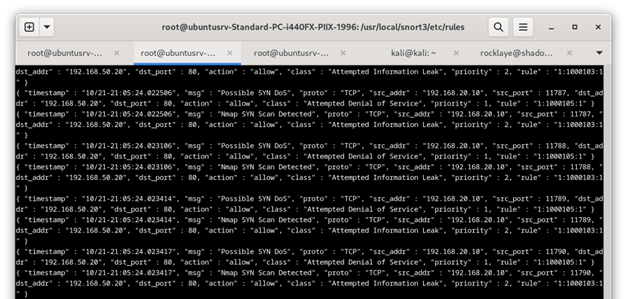 root@ubuntusrv-Standard-PC-i440FX-PIIX-1996: /usr/local/snort3/etc/rules
root@ubuntusrv-... × root@ubuntusrv-... × root@ubuntusrv-... × kali@kali: ~ × rocklaye@shado... ×
dst_addr" : "192.168.50.20", "dst_port" : 80, "action" : "allow", "class" : "Attempted Information Leak", "priority" : 2, "rule" : "1:1000103:1
" }
{ "timestamp" : "10/21-21:05:24.022506", "msg" : "Possible SYN DoS", "proto" : "TCP", "src_addr" : "192.168.20.10", "src_port" : 11787, "dst_ad
dr" : "192.168.50.20", "dst_port" : 80, "action" : "allow", "class" : "Attempted Denial of Service", "priority" : 1, "rule" : "1:1000105:1" }
{ "timestamp" : "10/21-21:05:24.022506", "msg" : "Nmap SYN Scan Detected", "proto" : "TCP", "src_addr" : "192.168.20.10", "src_port" : 11787, "
dst_addr" : "192.168.50.20", "dst_port" : 80, "action" : "allow", "class" : "Attempted Information Leak", "priority" : 2, "rule" : "1:1000103:1
" }
{ "timestamp" : "10/21-21:05:24.023106", "msg" : "Possible SYN DoS", "proto" : "TCP", "src_addr" : "192.168.20.10", "src_port" : 11788, "dst_ad
dr" : "192.168.50.20", "dst_port" : 80, "action" : "allow", "class" : "Attempted Denial of Service", "priority" : 1, "rule" : "1:1000105:1" }
{ "timestamp" : "10/21-21:05:24.023106", "msg" : "Nmap SYN Scan Detected", "proto" : "TCP", "src_addr" : "192.168.20.10", "src_port" : 11788, "
dst_addr" : "192.168.50.20", "dst_port" : 80, "action" : "allow", "class" : "Attempted Information Leak", "priority" : 2, "rule" : "1:1000103:1
" }
{ "timestamp" : "10/21-21:05:24.023414", "msg" : "Possible SYN DoS", "proto" : "TCP", "src_addr" : "192.168.20.10", "src_port" : 11789, "dst_ad
dr" : "192.168.50.20", "dst_port" : 80, "action" : "allow", "class" : "Attempted Denial of Service", "priority" : 1, "rule" : "1:1000105:1" }
{ "timestamp" : "10/21-21:05:24.023414", "msg" : "Nmap SYN Scan Detected", "proto" : "TCP", "src_addr" : "192.168.20.10", "src_port" : 11789, "
dst_addr" : "192.168.50.20", "dst_port" : 80, "action" : "allow", "class" : "Attempted Information Leak", "priority" : 2, "rule" : "1:1000103:1
" }
{ "timestamp" : "10/21-21:05:24.023417", "msg" : "Possible SYN DoS", "proto" : "TCP", "src_addr" : "192.168.20.10", "src_port" : 11790, "dst_ad
dr" : "192.168.50.20", "dst_port" : 80, "action" : "allow", "class" : "Attempted Denial of Service", "priority" : 1, "rule" : "1:1000105:1" }
{ "timestamp" : "10/21-21:05:24.023417", "msg" : "Nmap SYN Scan Detected", "proto" : "TCP", "src_addr" : "192.168.20.10", "src_port" : 11790, "
dst_addr" : "192.168.50.20", "dst_port" : 80, "action" : "allow", "class" : "Attempted Information Leak", "priority" : 2, "rule" : "1:1000103:1
" }